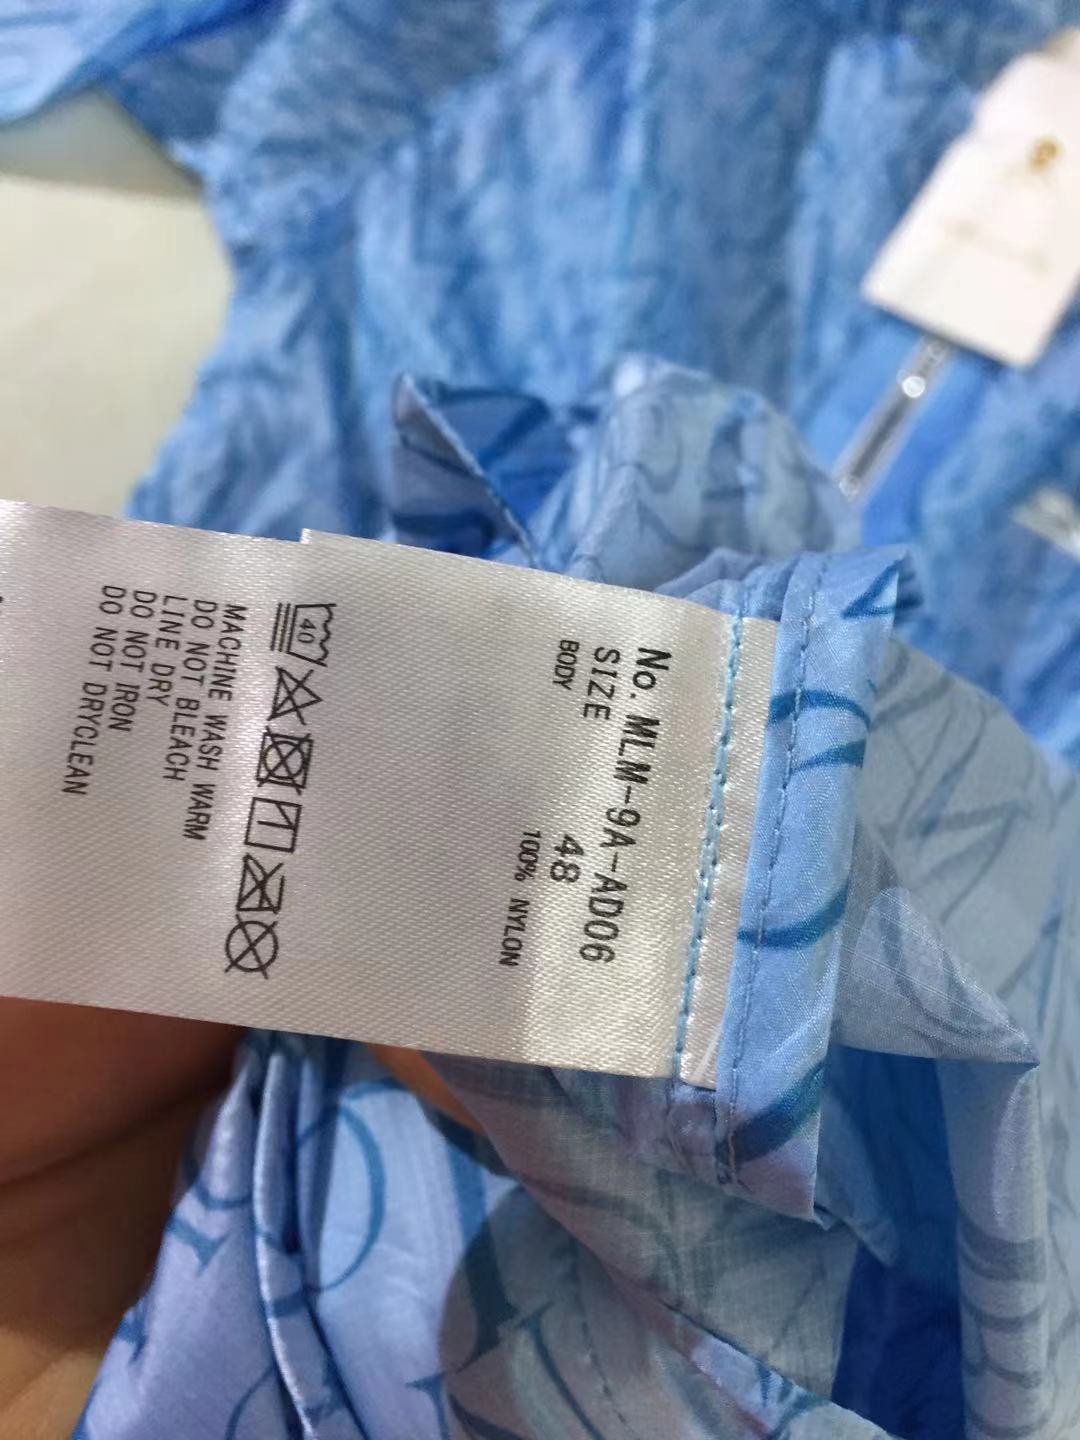 No. MLM-9A-AD06
SIZE 48
BODY 100% NYLON
40
MACHINE WASH WARM
DO NOT BLEACH
LINE DRY
DO NOT IRON
DO NOT DRYCLEAN